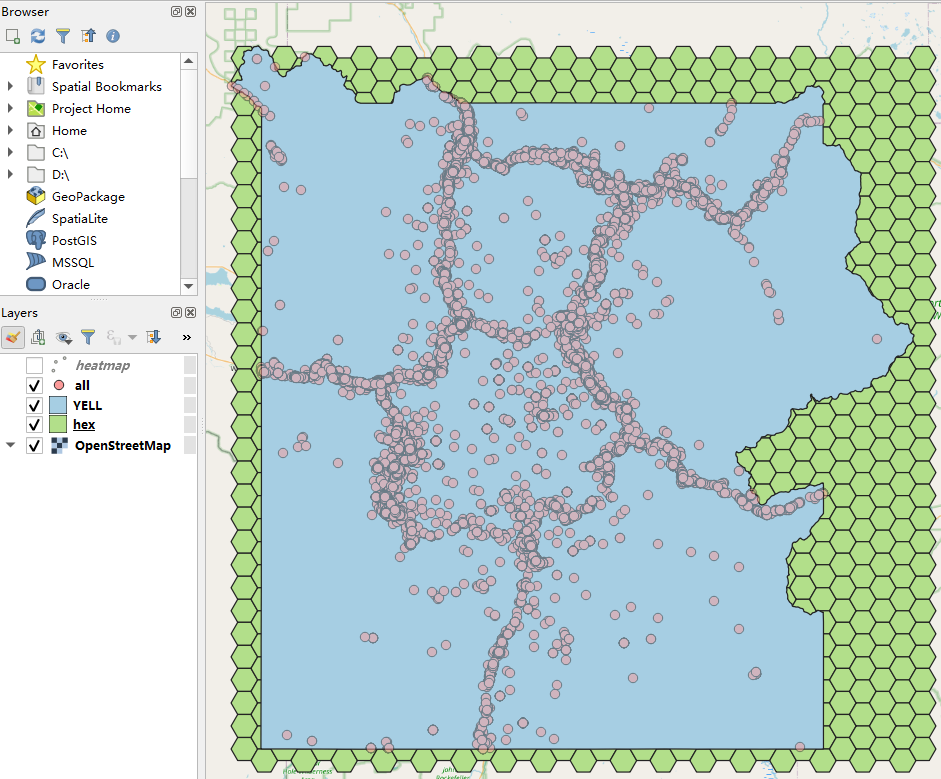 Browser
Favorites
Spatial Bookmarks
Project Home
Home
C:\
D:\
GeoPackage
SpatiaLite
PostGIS
MSSQL
Oracle
Layers
»
heatmap
all
YELL
hex
OpenStreetMap